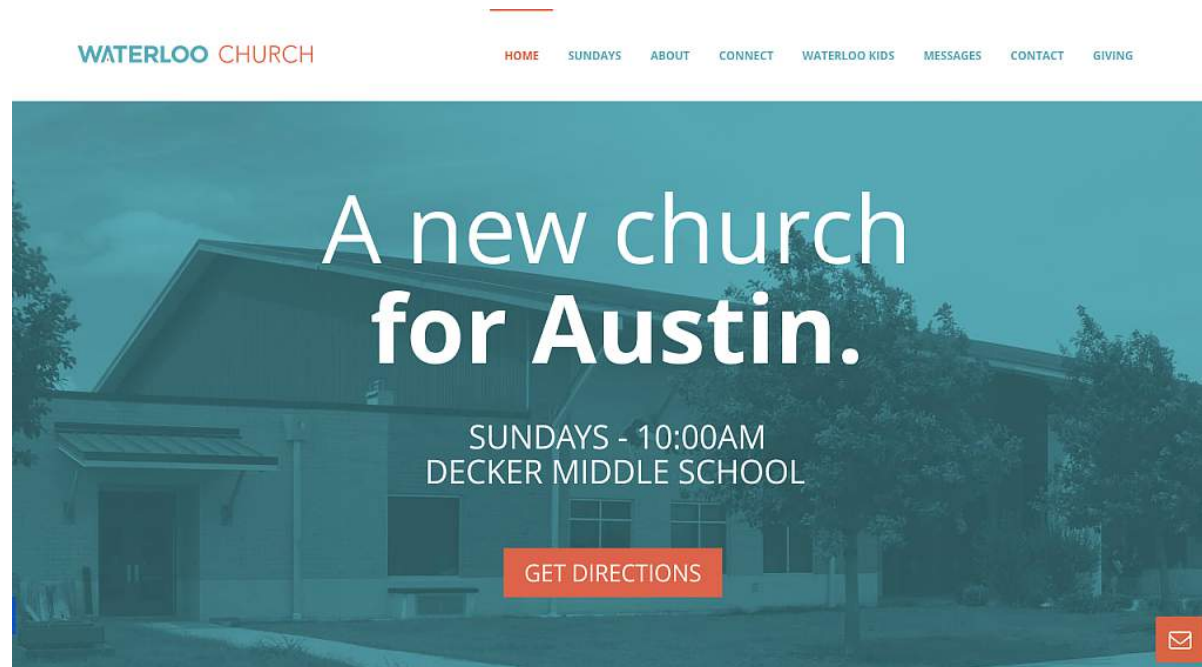 WATERLOO CHURCH
HOME SUNDAYS ABOUT CONNECT WATERLOO KIDS MESSAGES CONTACT GIVING
A new church
for Austin.
SUNDAYS - 10:00AM
DECKER MIDDLE SCHOOL
GET DIRECTIONS